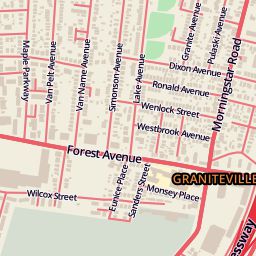 Granite Avenue
Pulaski Avenue
Maple Parkway
Van Pelt Avenue
Van Name Avenue
Simonson Avenue
Lake Avenue
Dixon Avenue
Ronald Avenue
Morningstar Road
Wenlock Street
Westbrook Avenue
Forest Avenue
GRANITEVILLE
Wilcox Street
Eunice Place
Sanders Street
Monsey Place